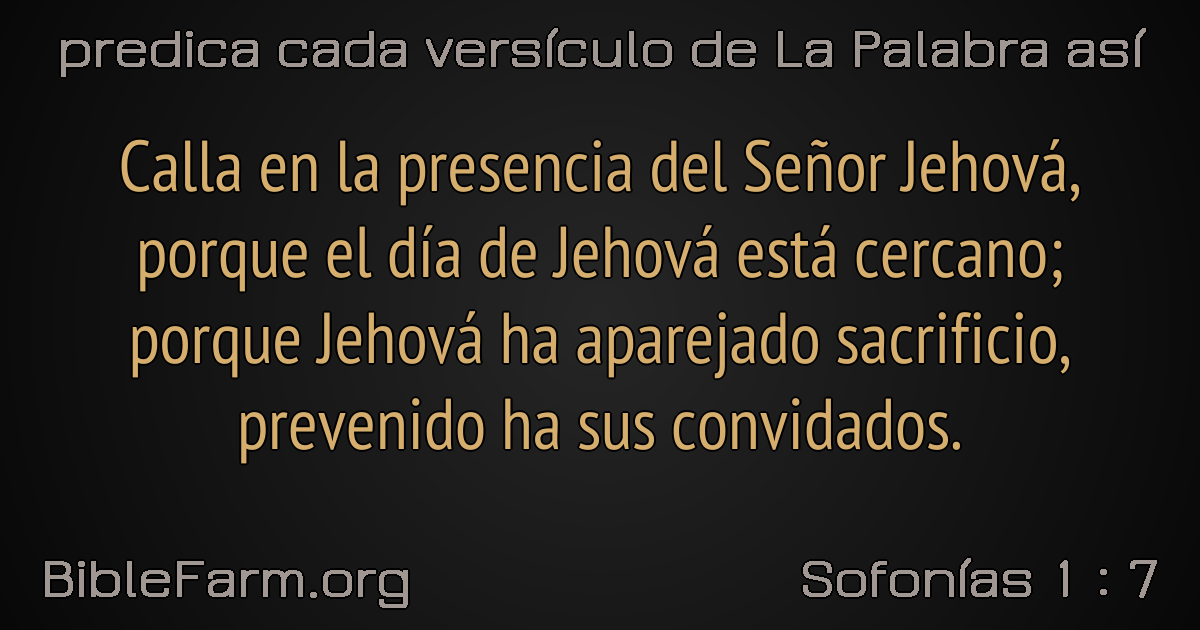 predica cada versículo de La Palabra así
Calla en la presencia del Señor Jehová,
porque el día de Jehová está cercano;
porque Jehová ha aparejado sacrificio,
prevenido ha sus convidados.
BibleFarm.org
Sofonías 1 : 7